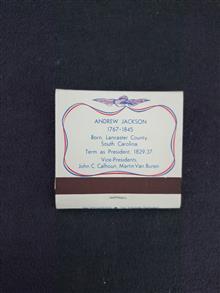 ANDREW JACKSON
1767-1845
Born, Lancaster County,
South Carolina
Term as President, 1829-37
Vice-Presidents,
John C. Calhoun, Martin Van Buren